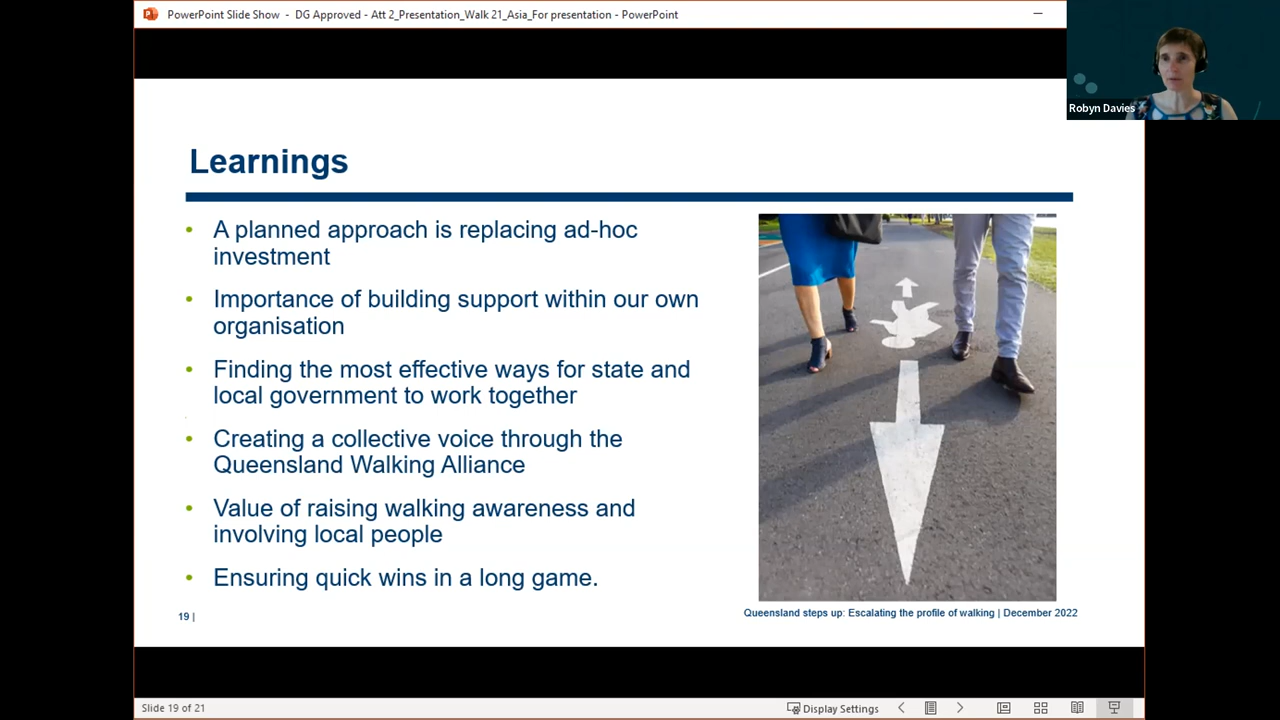 PowerPoint Slide Show - DG Approved - Att 2_Presentation_Walk 21_Asia_For presentation - PowerPoint
Robyn Davies
Learnings
• A planned approach is replacing ad-hoc
investment
• Importance of building support within our own
organisation
• Finding the most effective ways for state and
local government to work together
• Creating a collective voice through the
Queensland Walking Alliance
• Value of raising walking awareness and
involving local people
• Ensuring quick wins in a long game.
19 |
Queensland steps up: Escalating the profile of walking | December 2022
Slide 19 of 21
Display Settings